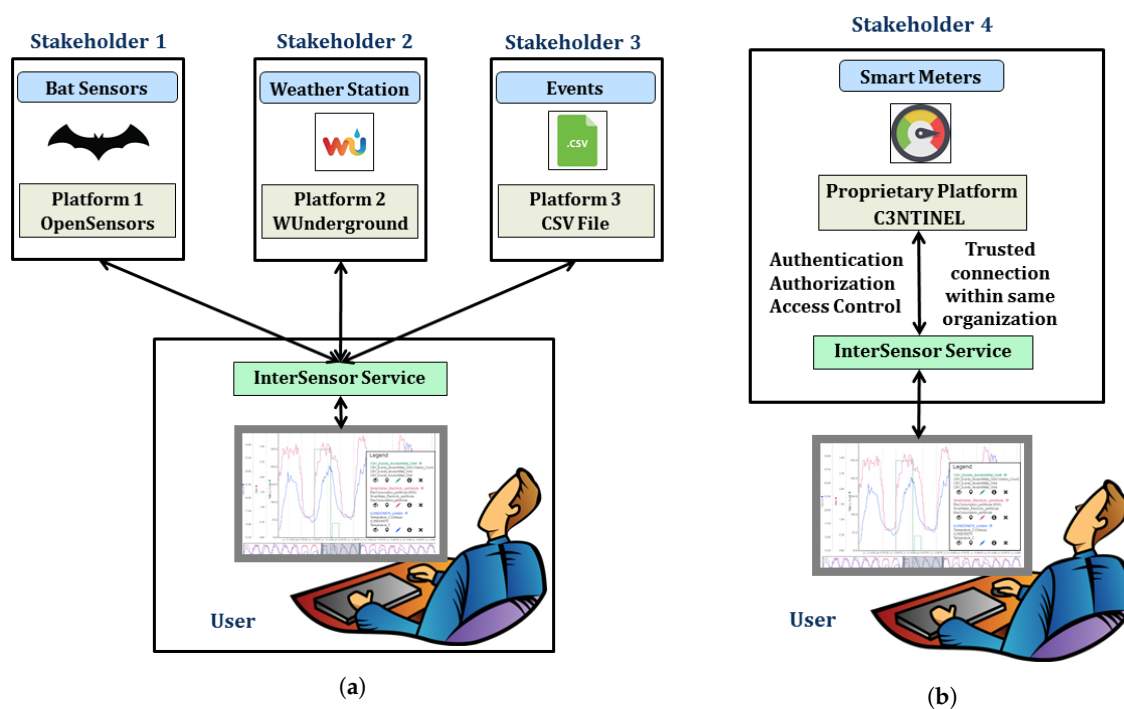 Stakeholder 1
Bat Sensors
Platform 1
OpenSensors
Stakeholder 2
Weather Station
wu
Platform 2
WUnderground
Stakeholder 3
Events
.CSV
Platform 3
CSV File
InterSensor Service
Legend
User
(a)
Stakeholder 4
Smart Meters
Proprietary Platform
C3NTINEL
Authentication
Authorization
Access Control
Trusted
connection
within same
organization
InterSensor Service
Legend
User
(b)